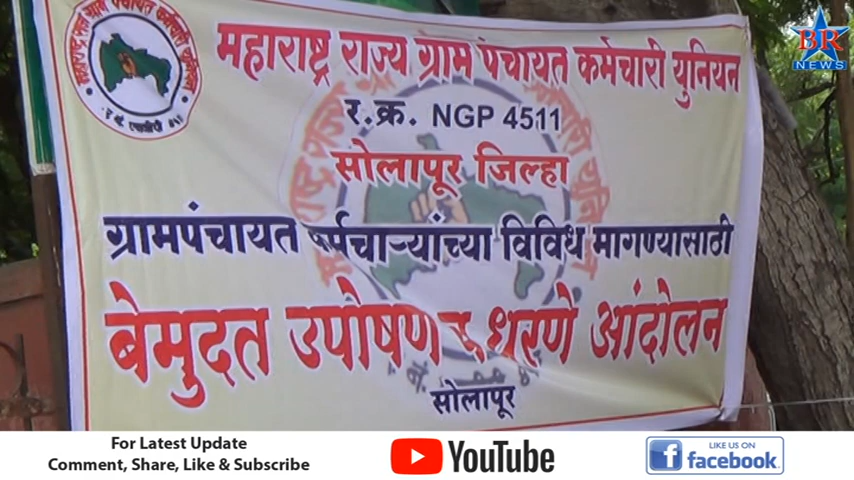 BR
NEWS
महाराष्ट्र राज्य ग्राम पंचायत कर्मचारी युनियन
र.क्र. NGP 4511
सोलापूर जिल्हा
ग्रामपंचायत कर्मचाऱ्यांच्या विविध मागण्यासाठी
बेमुदत उपोषण व धरणे आंदोलन
सोलापूर
For Latest Update
Comment, Share, Like & Subscribe
YouTube
LIKE US ON
facebook.